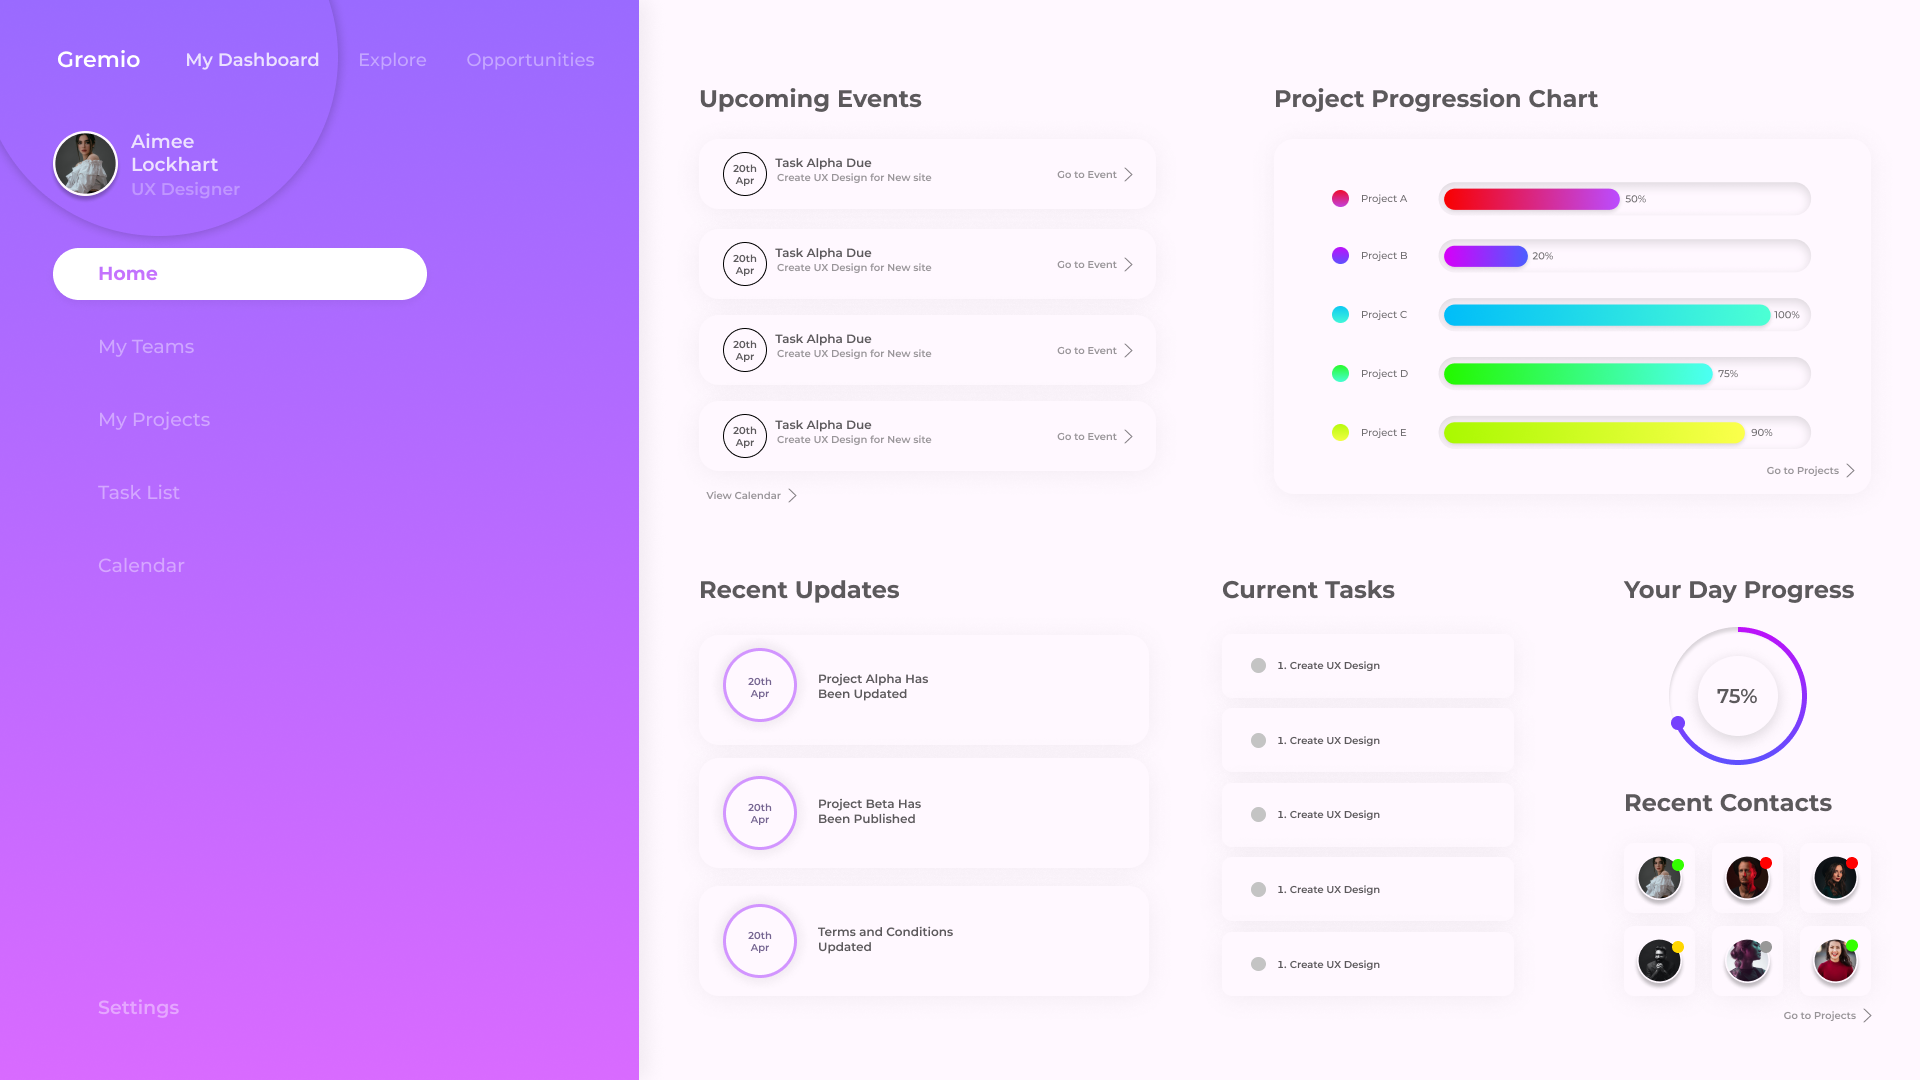 Gremio
My Dashboard
Explore
Opportunities
Aimee
Lockhart
UX Designer
Home
My Teams
My Projects
Task List
Calendar
Settings
Upcoming Events
20th
Apr
Task Alpha Due
Create UX Design for New site
Go to Event
20th
Apr
Task Alpha Due
Create UX Design for New site
Go to Event
20th
Apr
Task Alpha Due
Create UX Design for New site
Go to Event
20th
Apr
Task Alpha Due
Create UX Design for New site
Go to Event
View Calendar
Project Progression Chart
Project A
50%
Project B
20%
Project C
100%
Project D
75%
Project E
90%
Go to Projects
Recent Updates
20th
Apr
Project Alpha Has
Been Updated
20th
Apr
Project Beta Has
Been Published
20th
Apr
Terms and Conditions
Updated
Current Tasks
1. Create UX Design
1. Create UX Design
1. Create UX Design
1. Create UX Design
1. Create UX Design
Your Day Progress
75%
Recent Contacts
Go to Projects